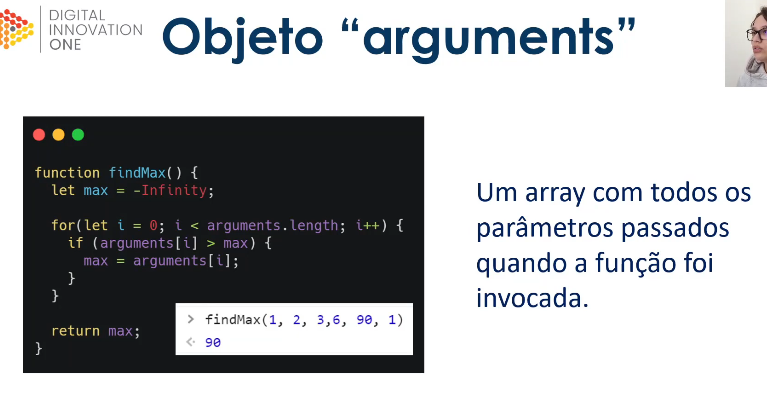 DIGITAL
INNOVATION
ONE
Objeto “arguments”
function findMax() {
  let max = -Infinity;
  for(let i = 0; i < arguments.length; i++) {
    if (arguments[i] > max) {
      max = arguments[i];
    }
  }
  return max;
}
> findMax(1, 2, 3,6, 90, 1)
<· 90
Um array com todos os
parâmetros passados
quando a função foi
invocada.